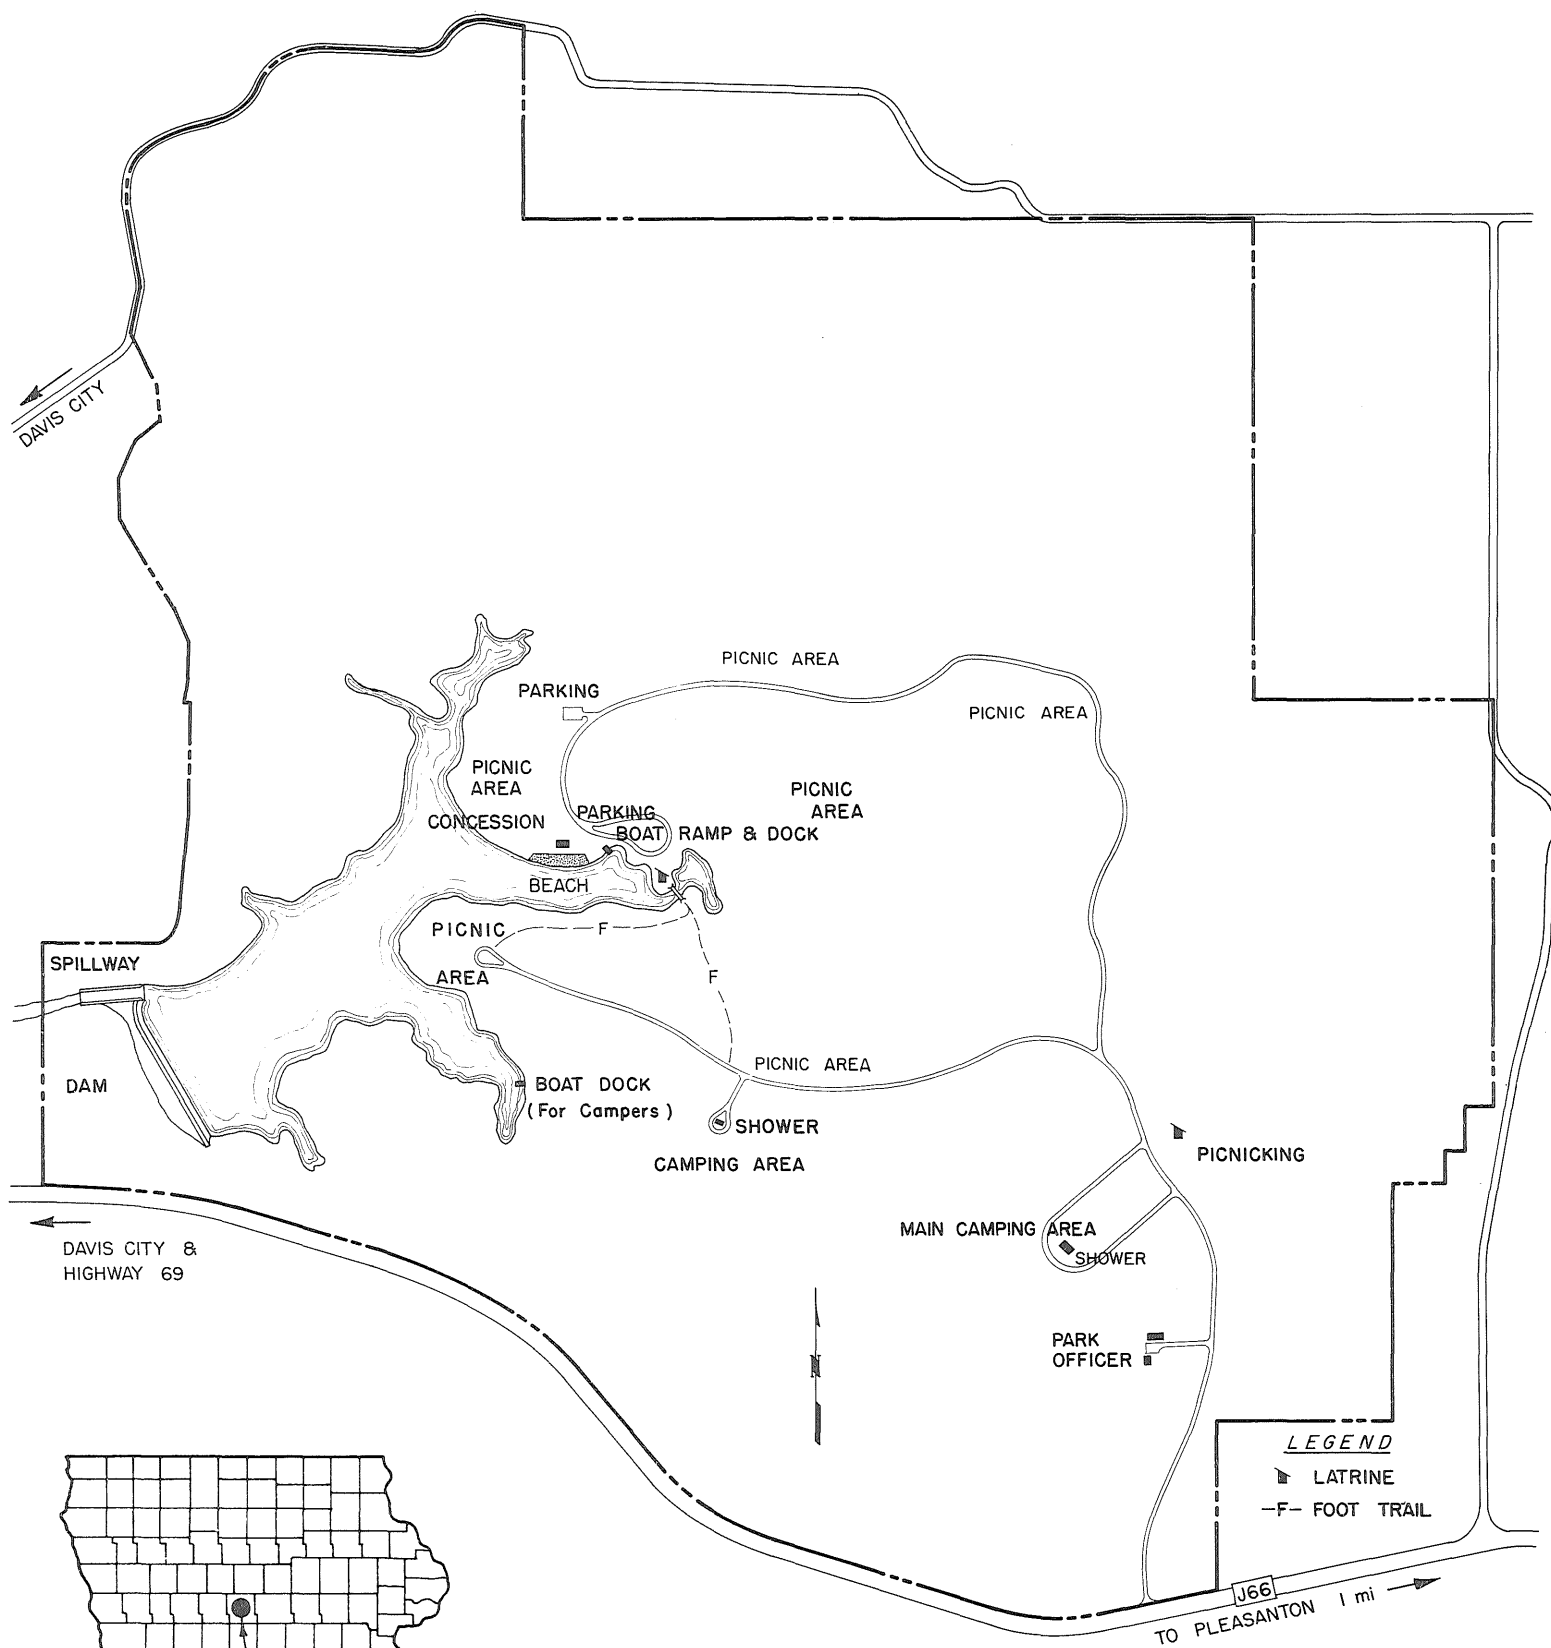 DAVIS CITY
PICNIC AREA
PARKING
PICNIC AREA
PICNIC
AREA
PICNIC
AREA
PARKING
CONCESSION
BOAT RAMP & DOCK
BEACH
PICNIC
AREA
F
F
SPILLWAY
DAM
PICNIC AREA
BOAT DOCK
(For Campers)
SHOWER
CAMPING AREA
PICNICKING
MAIN CAMPING AREA
SHOWER
DAVIS CITY &
HIGHWAY 69
N
PARK
OFFICER
LEGEND
LATRINE
-F- FOOT TRAIL
J66
TO PLEASANTON 1 mi